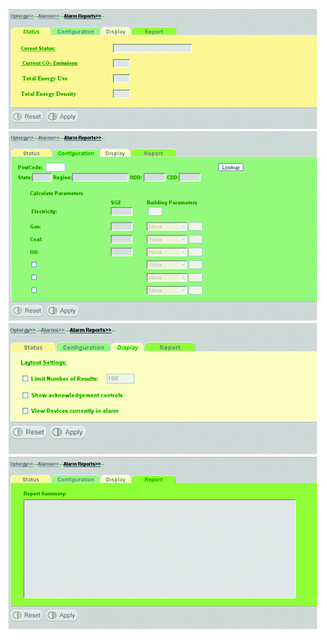 Optergy>> - Alarms>> - Alarm Reports>> -
Status Configuration Display Report
Curent Status:
Current CO2 Emissions
Total Energy Use
Total Energy Density
Reset Apply
Optergy>> - Alarms>> - Alarm Reports>> -
Status Configuration Display Report
PostCode: Lookup
State: Region: HDD: CDD:
Calculate Parameters
SGE Building Parameters
Electricity:
Gas: None
Coal: None
Oil: None
None
None
None
Reset Apply
Optergy>> - Alarms>> - Alarm Reports>> -
Status Configuration Display Report
Laytout Settings:
Limit Number of Results: 100
Show acknowledgement controls
View Devices currently in alarm
Reset Apply
Optergy>> - Alarms>> - Alarm Reports>> -
Status Configuration Display Report
Report Summary:
Reset Apply